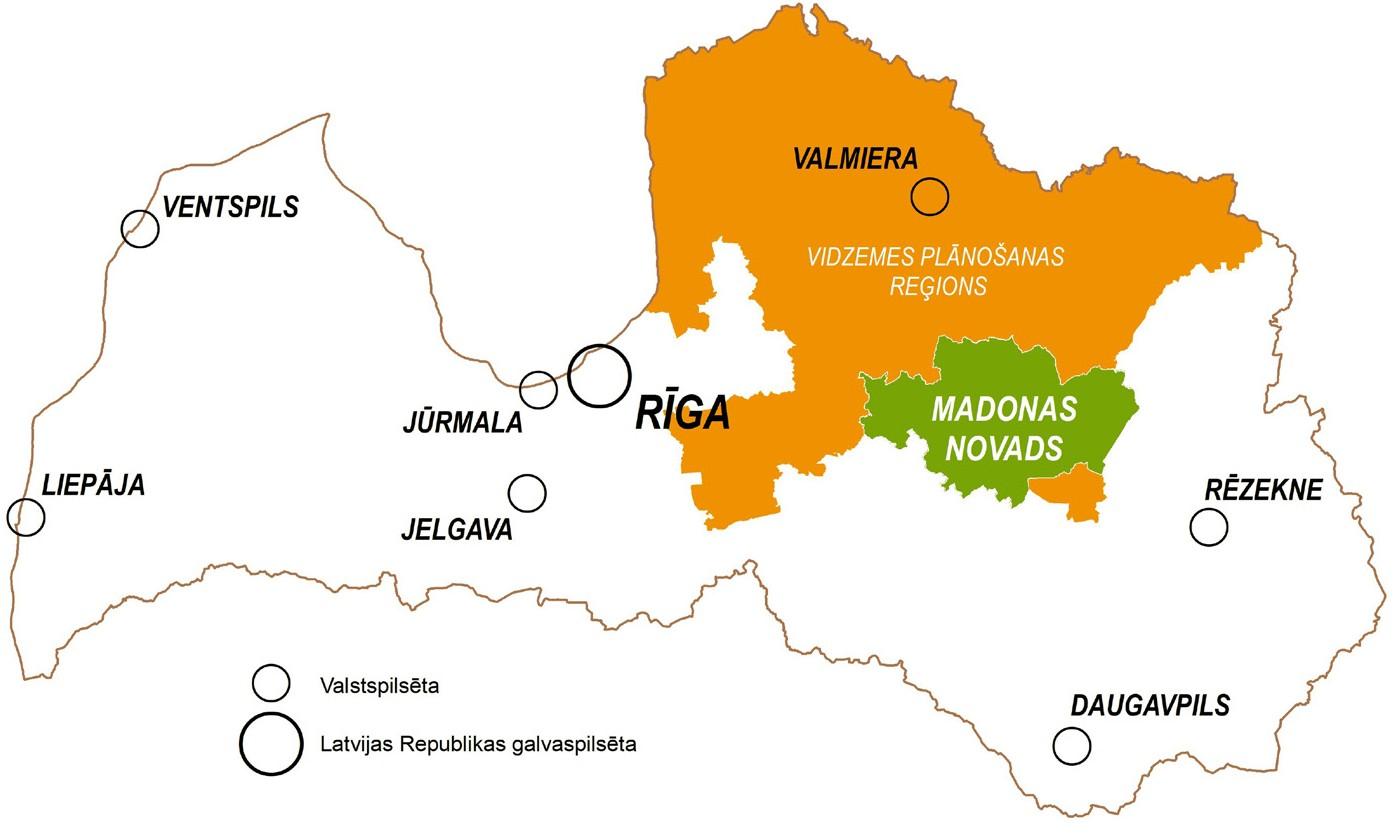 VALMIERA
VENTSPILS
VIDZEMES PLĀNOŠANAS
REĢIONS
RĪGA
JŪRMALA
MADONAS
NOVADS
LIEPĀJA
JELGAVA
RĒZEKNE
DAUGAVPILS
Valstspilsēta
Latvijas Republikas galvaspilsēta